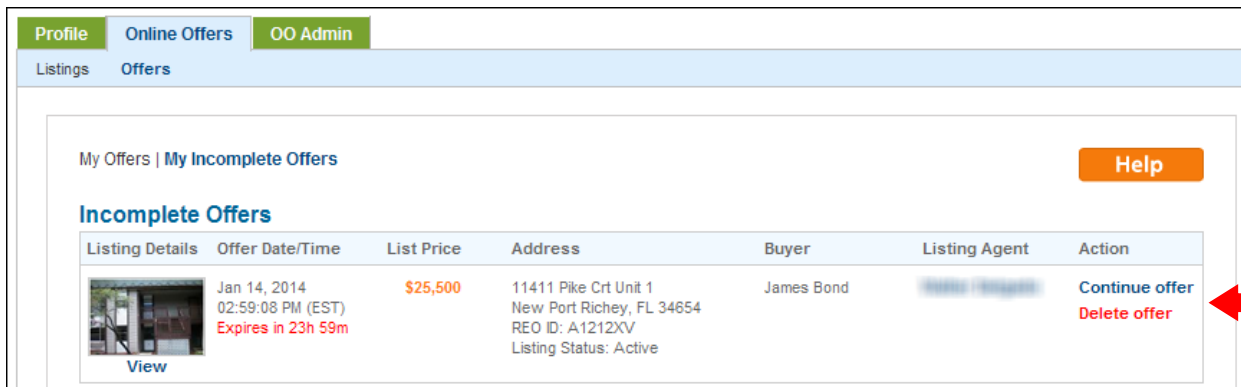 Profile Online Offers OO Admin
Listings Offers
My Offers | My Incomplete Offers
Help
Incomplete Offers
Listing Details Offer Date/Time List Price Address Buyer Listing Agent Action
Jan 14, 2014 $25,500 11411 Pike Crt Unit 1 James Bond Continue offer
02:59:08 PM (EST) New Port Richey, FL 34654 Delete offer
Expires in 23h 59m REO ID: A1212XV
Listing Status: Active
View